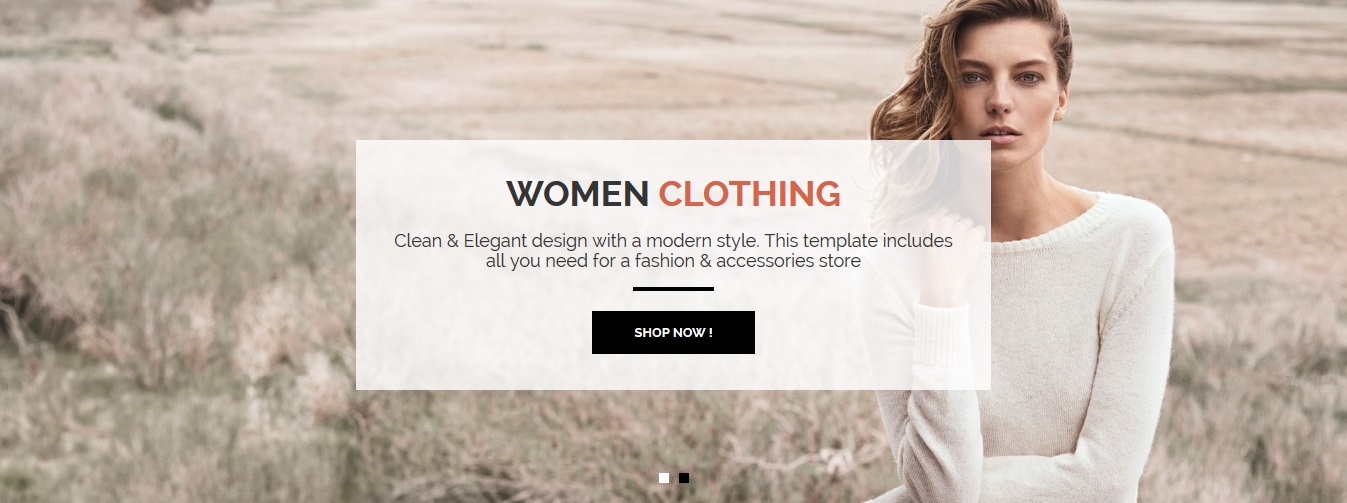 WOMEN CLOTHING
Clean & Elegant design with a modern style. This template includes
all you need for a fashion & accessories store
SHOP NOW !